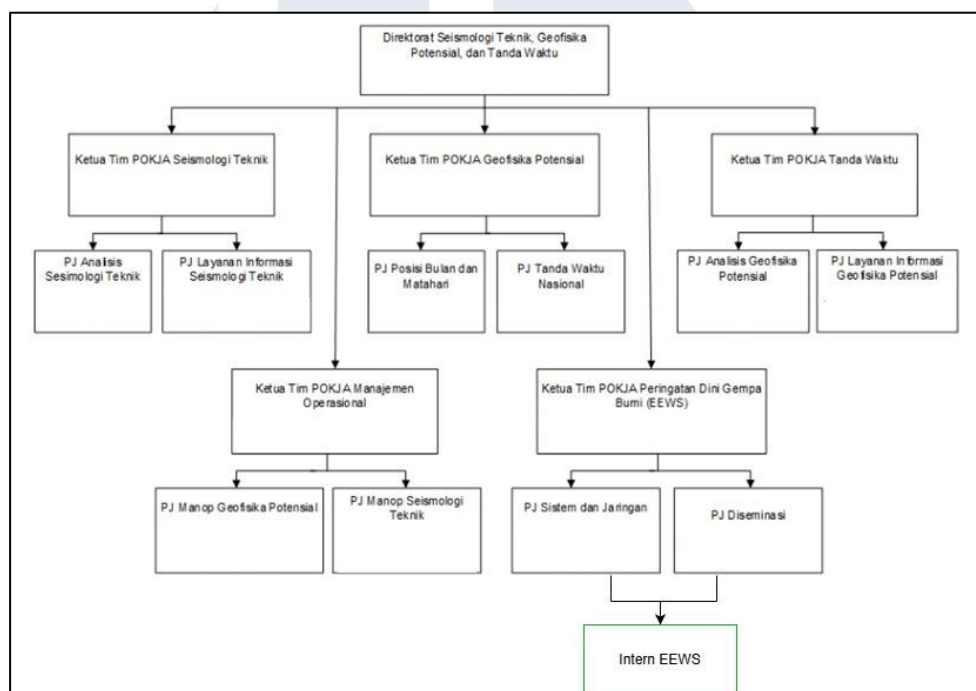 Direktorat Seismologi Teknik, Geofisika
Potensial, dan Tanda Waktu
Ketua Tim POKJA Seismologi Teknik
Ketua Tim POKJA Geofisika Potensial
Ketua Tim POKJA Tanda Waktu
PJ Analisis
Sesimologi Teknik
PJ Layanan Informasi
Seismologi Teknik
PJ Posisi Bulan dan
Matahari
PJ Tanda Waktu
Nasional
PJ Analisis Geofisika
Potensial
PJ Layanan Informasi
Geofisika Potensial
Ketua Tim POKJA Manajemen
Operasional
Ketua Tim POKJA Peringatan Dini Gempa
Bumi (EEWS)
PJ Manop Geofisika Potensial
PJ Manop Seismologi
Teknik
PJ Sistem dan Jaringan
PJ Diseminasi
Intern EEWS